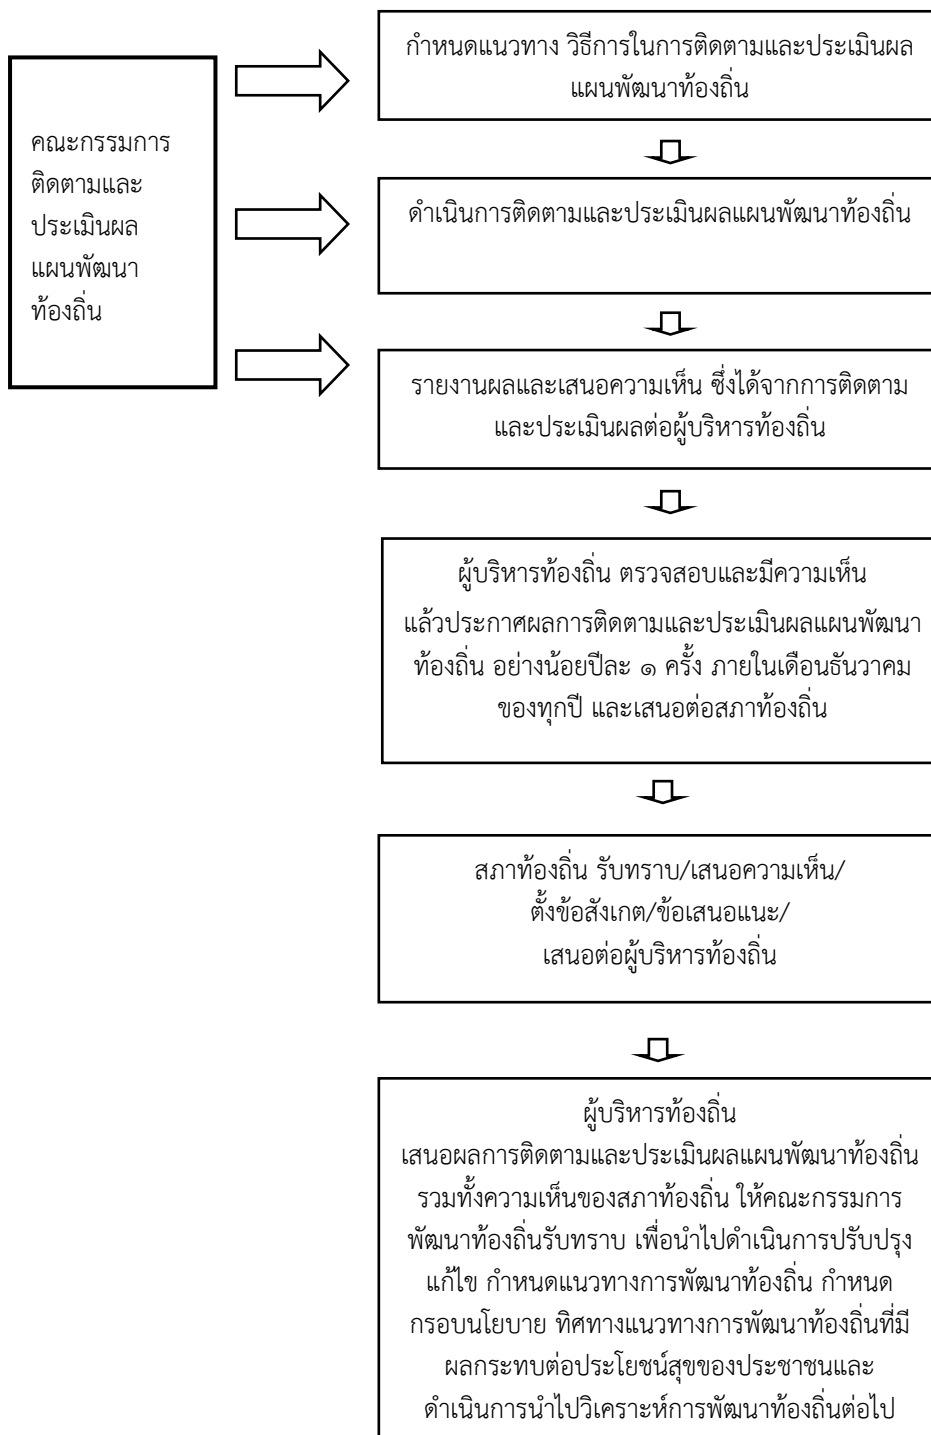 คณะกรรมการ
ติดตามและ
ประเมินผล
แผนพัฒนา
ท้องถิ่น
กำหนดแนวทาง วิธีการในการติดตามและประเมินผล
แผนพัฒนาท้องถิ่น
ดำเนินการติดตามและประเมินผลแผนพัฒนาท้องถิ่น
รายงานผลและเสนอความเห็น ซึ่งได้จากการติดตาม
และประเมินผลต่อผู้บริหารท้องถิ่น
ผู้บริหารท้องถิ่น ตรวจสอบและมีความเห็น
แล้วประกาศผลการติดตามและประเมินผลแผนพัฒนา
ท้องถิ่น อย่างน้อยปีละ ๑ ครั้ง ภายในเดือนธันวาคม
ของทุกปี และเสนอต่อสภาท้องถิ่น
สภาท้องถิ่น รับทราบ/เสนอความเห็น/
ตั้งข้อสังเกต/ข้อเสนอแนะ/
เสนอต่อผู้บริหารท้องถิ่น
ผู้บริหารท้องถิ่น
เสนอผลการติดตามและประเมินผลแผนพัฒนาท้องถิ่น
รวมทั้งความเห็นของสภาท้องถิ่น ให้คณะกรรมการ
พัฒนาท้องถิ่นรับทราบ เพื่อนำไปดำเนินการปรับปรุง
แก้ไข กำหนดแนวทางการพัฒนาท้องถิ่น กำหนด
กรอบนโยบาย ทิศทางแนวทางการพัฒนาท้องถิ่นที่มี
ผลกระทบต่อประโยชน์สุขของประชาชนและ
ดำเนินการนำไปวิเคราะห์การพัฒนาท้องถิ่นต่อไป